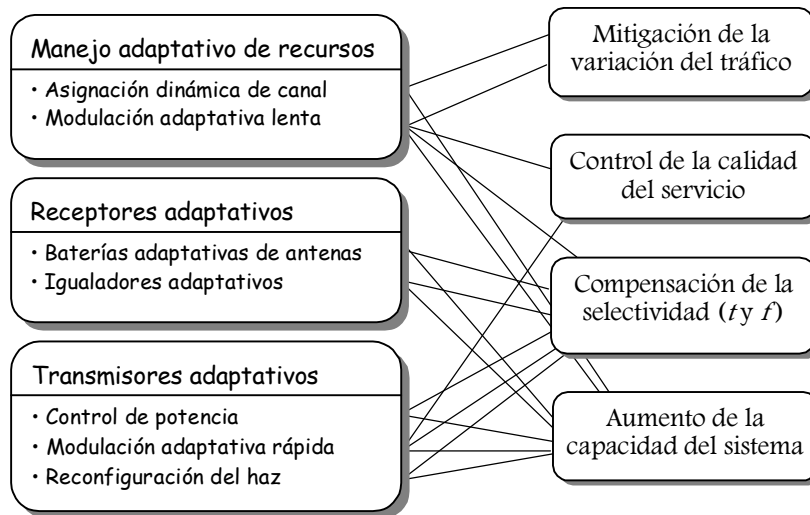 Manejo adaptativo de recursos
• Asignación dinámica de canal
• Modulación adaptativa lenta
Receptores adaptativos
• Baterías adaptativas de antenas
• Igualadores adaptativos
Transmisores adaptativos
• Control de potencia
• Modulación adaptativa rápida
• Reconfiguración del haz
Mitigación de la
variación del tráfico
Control de la calidad
del servicio
Compensación de la
selectividad (t y f)
Aumento de la
capacidad del sistema